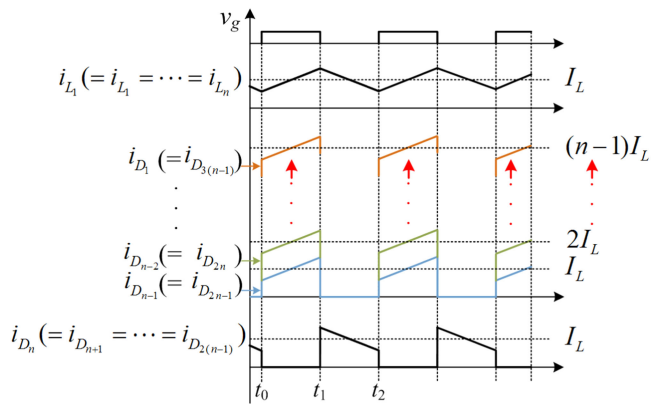 v_g
i_{L_1}(= i_{L_1} = ⋯ = i_{L_n})
I_L
i_{D_1}(= i_{D_{3(n-1)}})
(n-1)I_L
i_{D_{n-2}}(= i_{D_{2n}})
2I_L
i_{D_{n-1}}(= i_{D_{2n-1}})
I_L
i_{D_n}(= i_{D_{n+1}} = ⋯ = i_{D_{2(n-1)}})
I_L
t_0 t_1 t_2